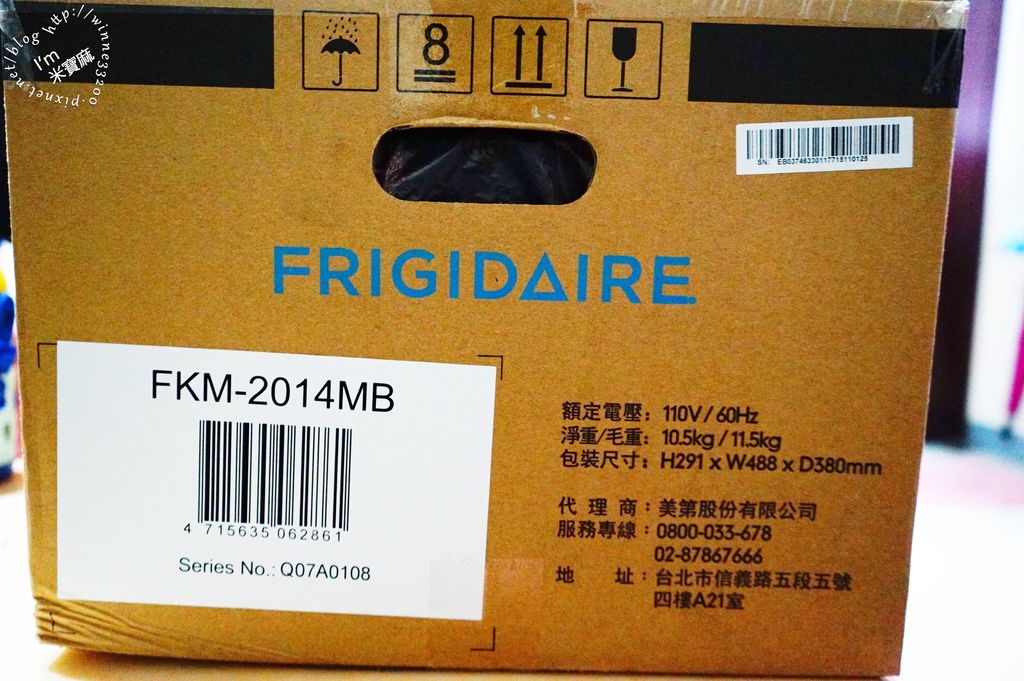 I'm
米寶麻
http://winne33200.pixnet.net/blog
8
SN: EB03746330117715110125
FRIGIDAIRE
FKM-2014MB
4 715635 062861
Series No.: Q07A0108
額定電壓：110V / 60Hz
淨重/毛重：10.5kg / 11.5kg
包裝尺寸：H291 x W488 x D380mm
代 理 商：美第股份有限公司
服務專線：0800-033-678
02-87867666
地 址：台北市信義路五段五號
四樓A21室